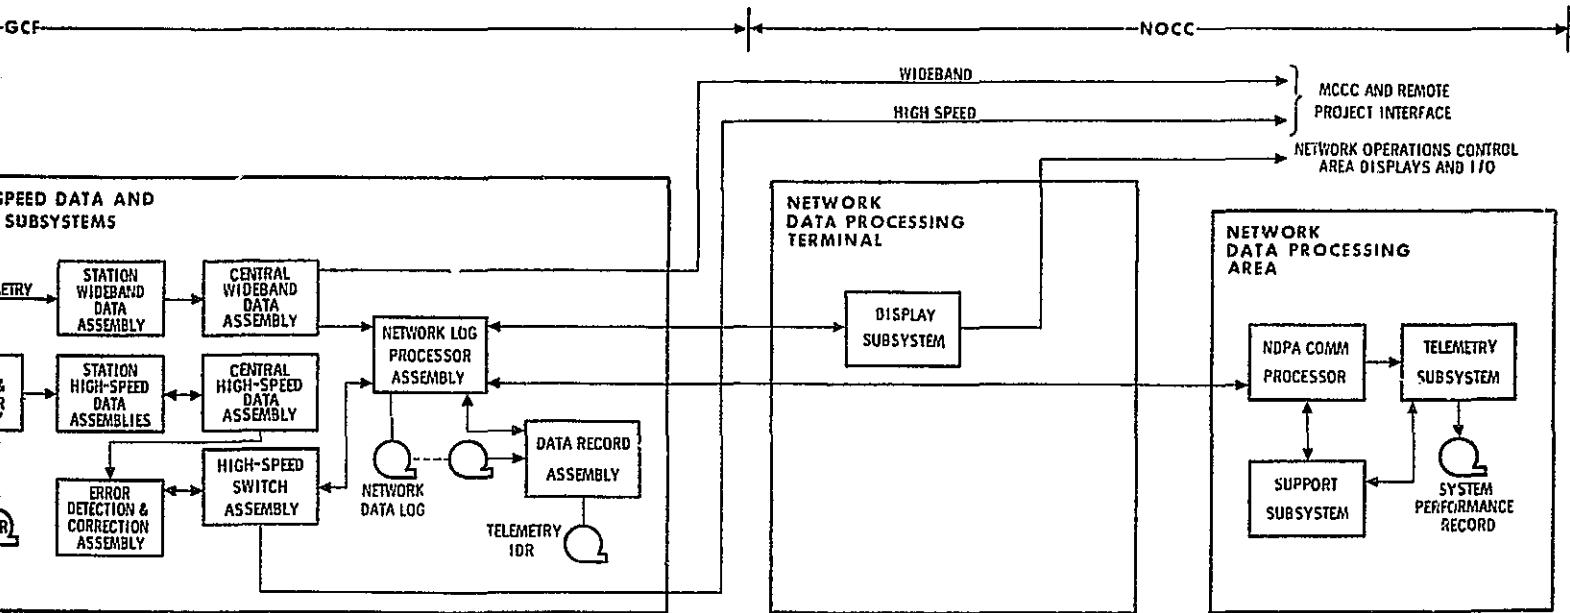 GCF
NOCC
WIDEBAND
HIGH SPEED
MCCC AND REMOTE
PROJECT INTERFACE
NETWORK OPERATIONS CONTROL
AREA DISPLAYS AND I/O
SPEED DATA AND
SUBSYSTEMS
NETWORK
DATA PROCESSING
TERMINAL
NETWORK
DATA PROCESSING
AREA
ETRY
STATION
WIDEBAND
DATA
ASSEMBLY
CENTRAL
WIDEBAND
DATA
ASSEMBLY
NETWORK LOG
PROCESSOR
ASSEMBLY
DISPLAY
SUBSYSTEM
NDPA COMM
PROCESSOR
TELEMETRY
SUBSYSTEM
&
R
STATION
HIGH-SPEED
DATA
ASSEMBLIES
CENTRAL
HIGH-SPEED
DATA
ASSEMBLY
HIGH-SPEED
SWITCH
ASSEMBLY
ERROR
DETECTION &
CORRECTION
ASSEMBLY
R
NETWORK
DATA LOG
DATA RECORD
ASSEMBLY
TELEMETRY
IDR
SUPPORT
SUBSYSTEM
SYSTEM
PERFORMANCE
RECORD